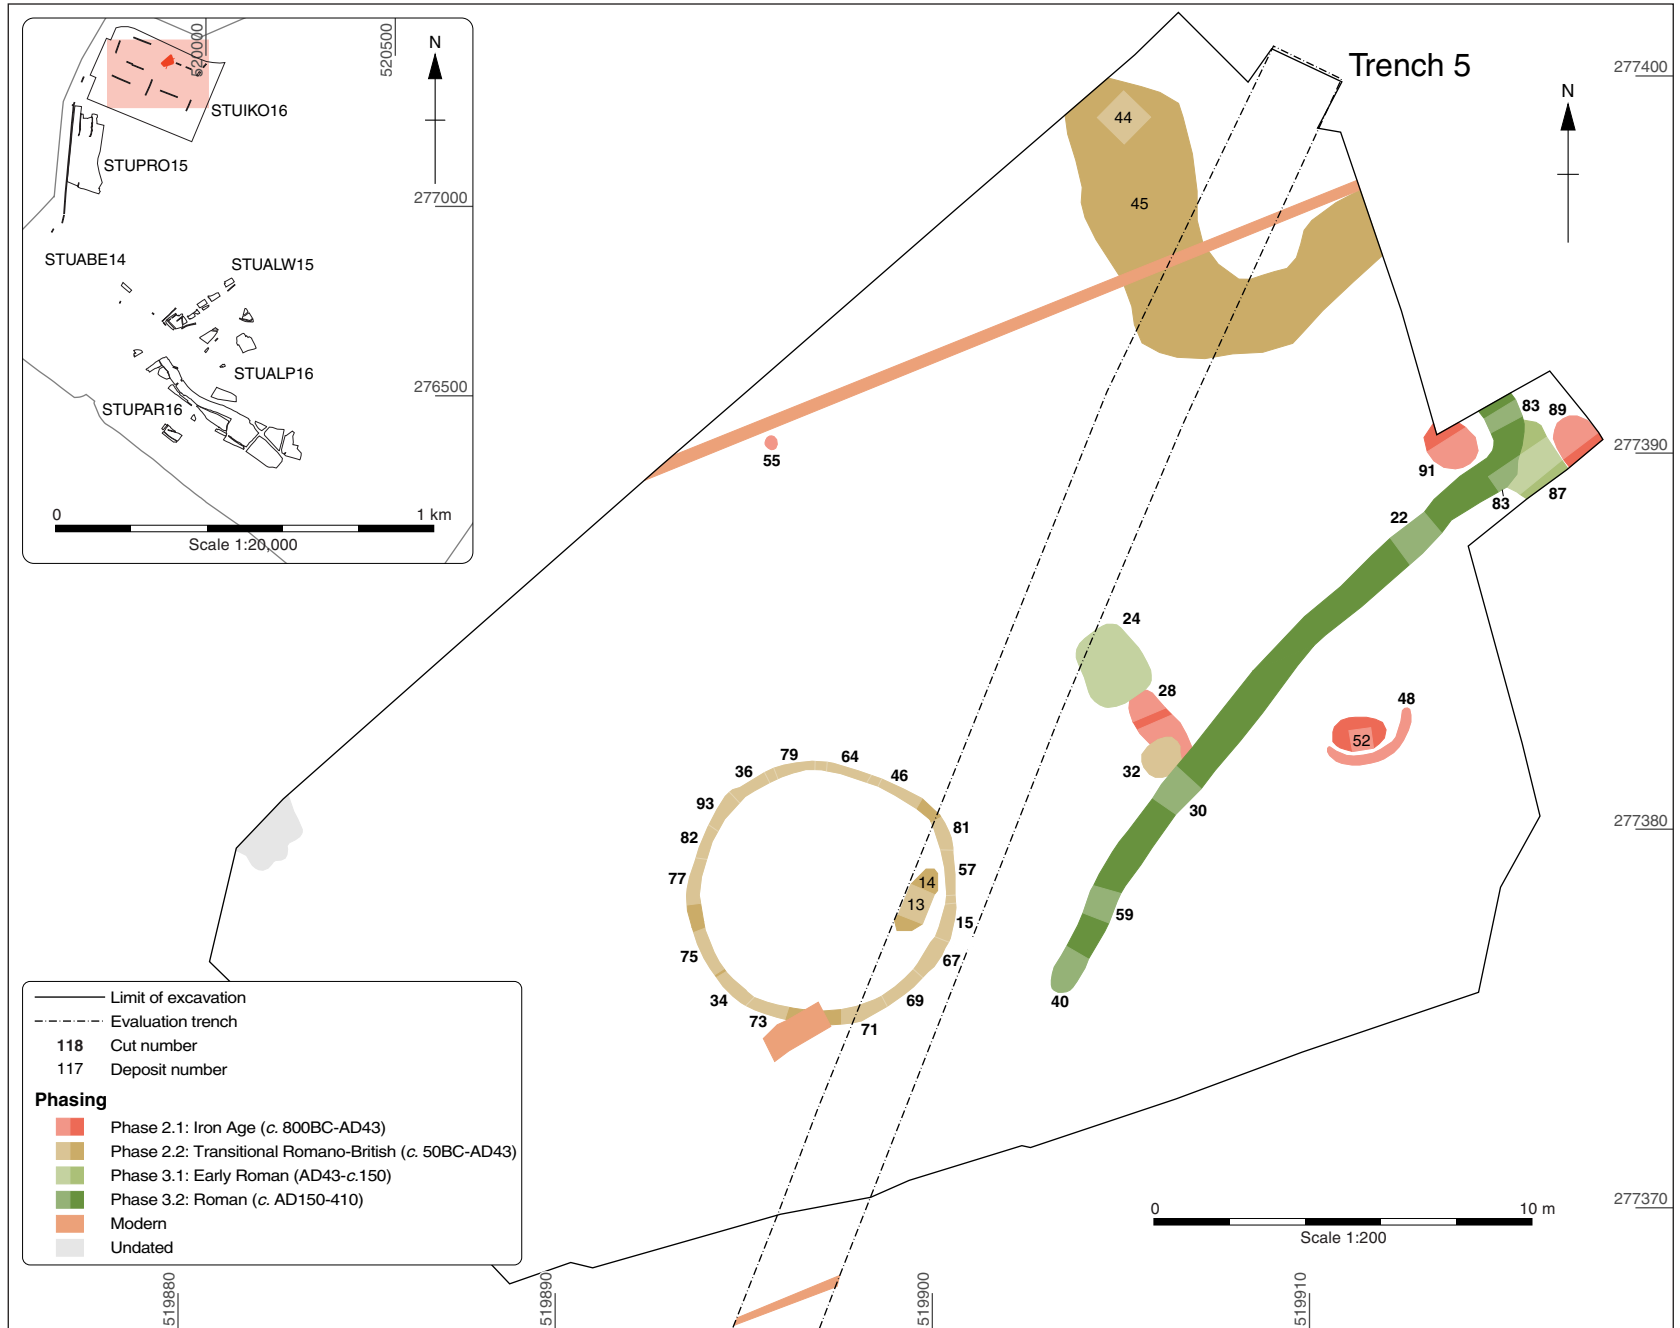 520000
520500
N
STUIKO16
STUPRO15
277000
STUABE14
STUALW15
STUALP16
276500
STUPAR16
0 1 km
Scale 1:20,000
Trench 5
277400
N
44
45
55
83
89
91
277390
83
87
22
24
28
48
52
32
30
79
64
36
46
93
82
81
277380
77
57
14
13
15
59
75
67
34
69
40
73
71
Limit of excavation
Evaluation trench
118 Cut number
117 Deposit number
Phasing
Phase 2.1: Iron Age (c. 800BC-AD43)
Phase 2.2: Transitional Romano-British (c. 50BC-AD43)
Phase 3.1: Early Roman (AD43-c.150)
Phase 3.2: Roman (c. AD150-410)
Modern
Undated
277370
0 10 m
Scale 1:200
519880
519890
519900
519910